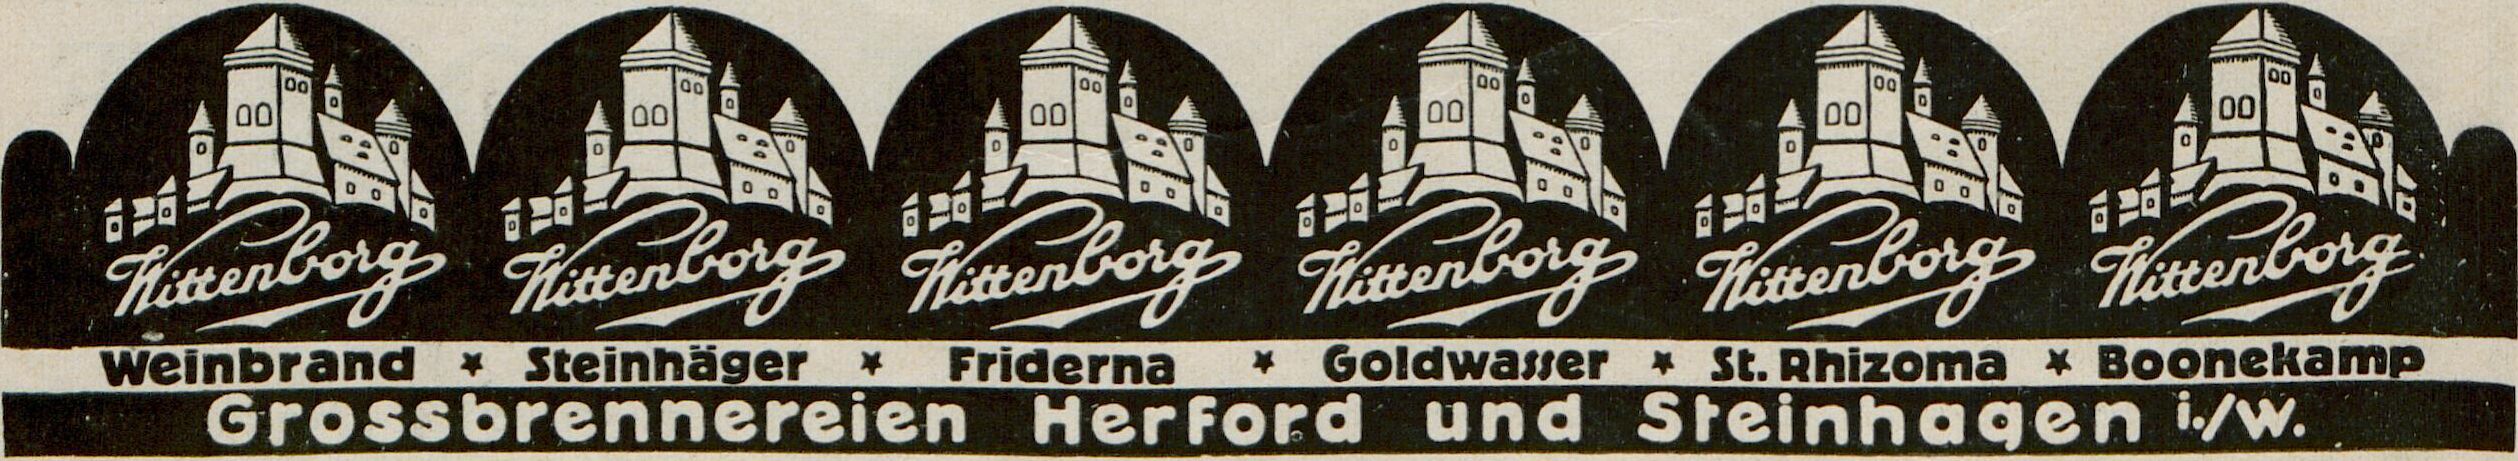 Wittenborg Wittenborg Wittenborg Wittenborg Wittenborg Wittenborg
Weinbrand * Steinhäger * Friderna * Goldwaſſer * St. Rhizoma * Boonekamp
Grossbrennereien Herford und Steinhagen i./W.